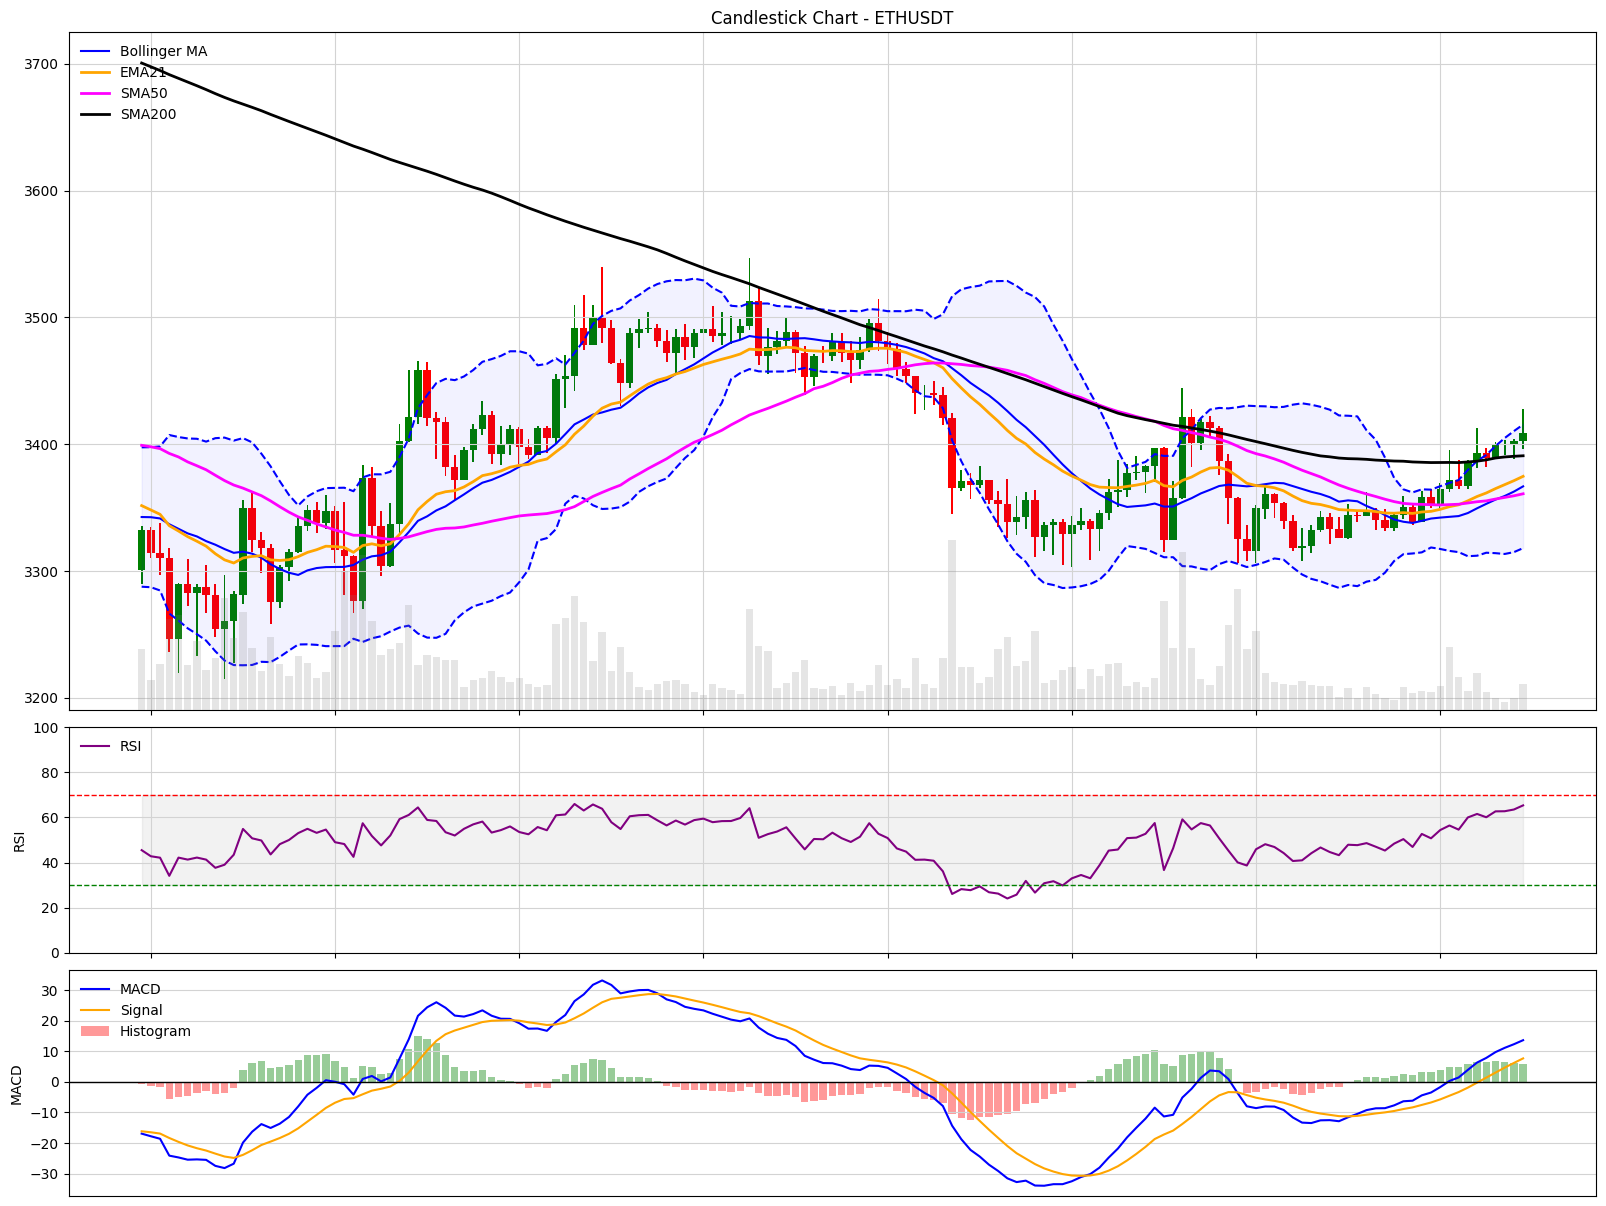 Candlestick Chart - ETHUSDT
Bollinger MA
EMA21
SMA50
SMA200
3700
3600
3500
3400
3300
3200
RSI
100
80
60
40
20
0
RSI
MACD
Signal
Histogram
30
20
10
0
−10
−20
−30
MACD